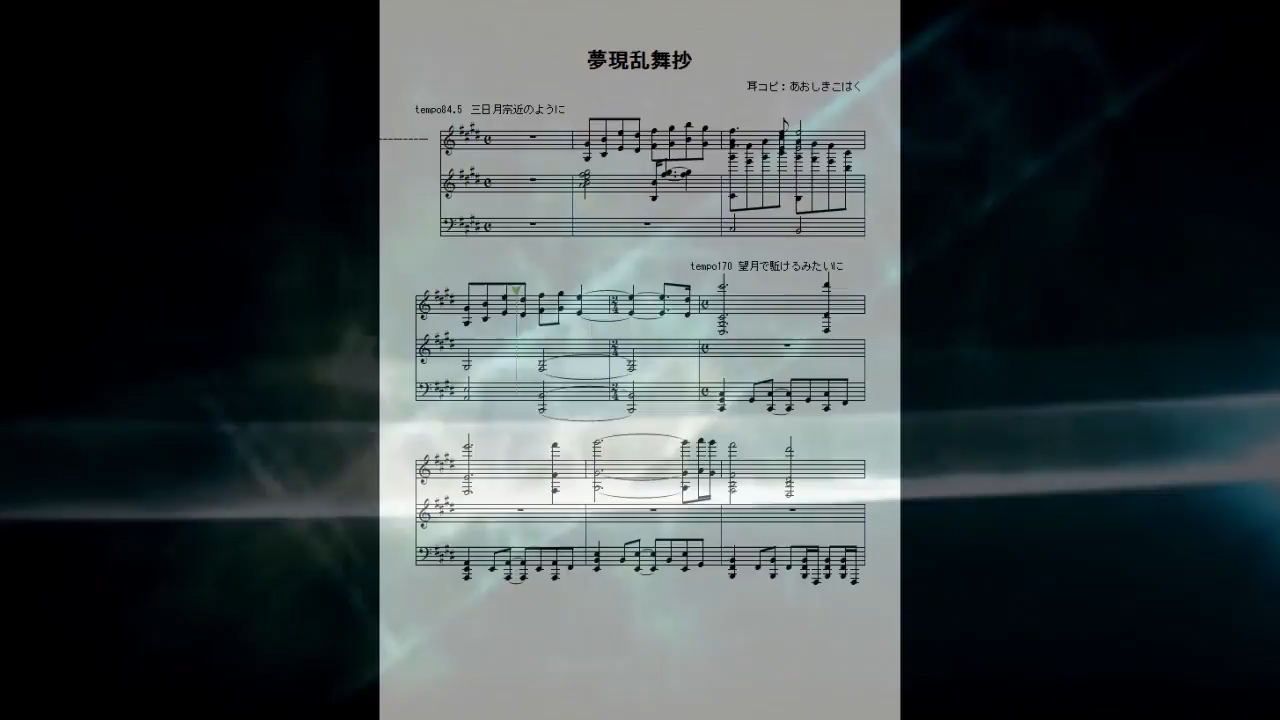 夢現乱舞抄
耳コピ：あおしきこはく
tempo84.5 三日月宗近のように
tempo170 望月で駈けるみたいに